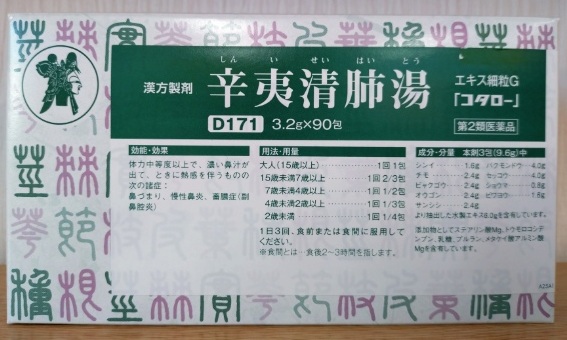 しん い せい はい とう
漢方製剤 辛夷清肺湯 エキス細粒G
「コタロー」
D171 3.2g×90包 第2類医薬品
効能・効果
体力中等度以上で、濃い鼻汁が
出て、ときに熱感を伴うものの
次の諸症:
鼻づまり、慢性鼻炎、蓄膿症(副
鼻腔炎)
用法・用量
大人(15歳以上) 1回 1包
15歳未満7歳以上 1回 2/3包
7歳未満4歳以上 1回 1/2包
4歳未満2歳以上 1回 1/3包
2歳未満 1回 1/4包
1日3回、食前または食間に服用して
ください。
※食間とは…食後2〜3時間を指します。
成分・分量 本剤3包(9.6g)中
シンイ 1.6g バクモンドウ 4.0g
チモ 2.4g セッコウ 4.0g
ビャクゴウ 2.4g ショウマ 0.8g
オウゴン 2.4g ビワヨウ 1.6g
サンシシ 2.4g
より抽出した水製エキス6.0gを含有しています。
添加物としてステアリン酸Mg、トウモロコシデ
ンプン、乳糖、プルラン、メタケイ酸アルミン酸
Mgを含有しています。